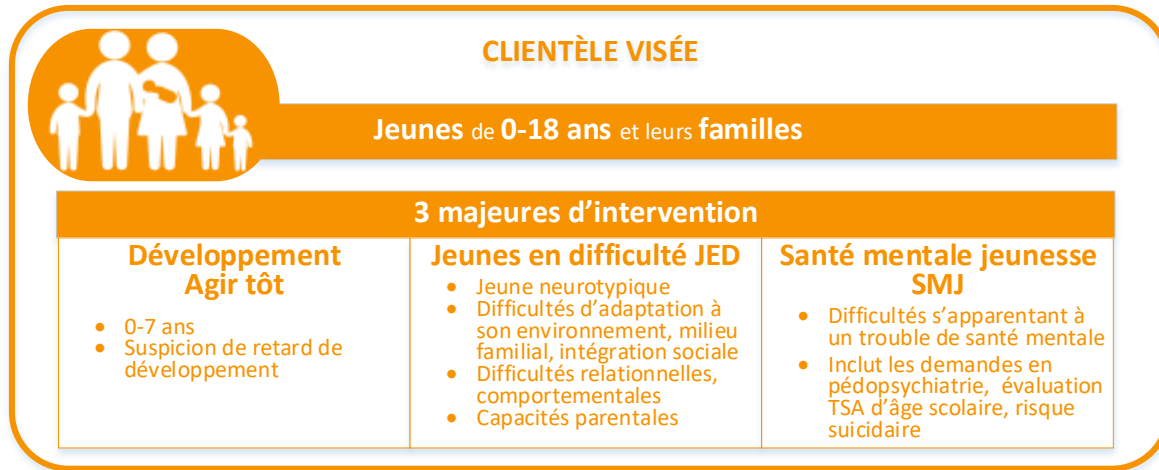 CLIENTÈLE VISÉE
Jeunes de 0-18 ans et leurs familles
3 majeures d’intervention
Développement
Agir tôt
• 0-7 ans
• Suspicion de retard de
développement
Jeunes en difficulté JED
• Jeune neurotypique
• Difficultés d’adaptation à
son environnement, milieu
familial, intégration sociale
• Difficultés relationnelles,
comportementales
• Capacités parentales
Santé mentale jeunesse
SMJ
• Difficultés s’apparentant à
un trouble de santé mentale
• Inclut les demandes en
pédopsychiatrie, évaluation
TSA d’âge scolaire, risque
suicidaire